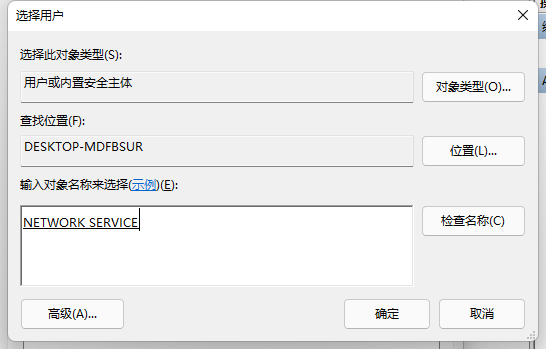 选择用户
选择此对象类型(S):
用户或内置安全主体
对象类型(O)...
查找位置(F):
DESKTOP-MDFBSUR
位置(L)...
输入对象名称来选择(示例)(E):
NETWORK SERVICE
检查名称(C)
高级(A)...
确定
取消